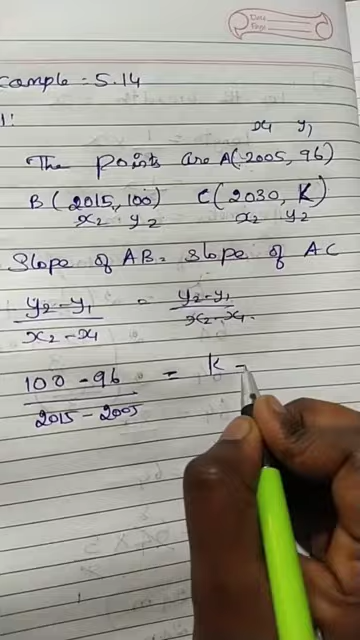 Date
Page
Example = 5.14
1:
x1 y1
The points are A(2005, 96)
B(2015, 100) C(2030, K)
x2 y2 x2 y2
Slope of AB = slope of AC
y2-y1 = y2-y1
x2-x1 x2-x1.
100 - 96 = K -
2015 - 2005